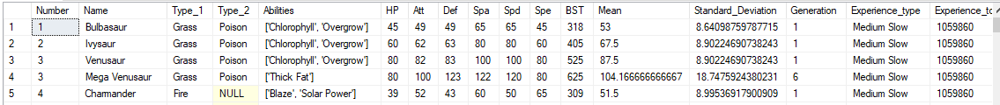 Number Name Type_1 Type_2 Abilities HP Att Def Spa Spd Spe BST Mean Standard_Deviation Generation Experience_type Experience_to
1 1 Bulbasaur Grass Poison ['Chlorophyll', 'Overgrow'] 45 49 49 65 65 45 318 53 8.64098759787715 1 Medium Slow 1059860
2 2 Ivysaur Grass Poison ['Chlorophyll', 'Overgrow'] 60 62 63 80 80 60 405 67.5 8.90224690738243 1 Medium Slow 1059860
3 3 Venusaur Grass Poison ['Chlorophyll', 'Overgrow'] 80 82 83 100 100 80 525 87.5 8.90224690738243 1 Medium Slow 1059860
4 3 Mega Venusaur Grass Poison ['Thick Fat'] 80 100 123 122 120 80 625 104.166666666667 18.7475924380231 6 Medium Slow 1059860
5 4 Charmander Fire NULL ['Blaze', 'Solar Power'] 39 52 43 60 50 65 309 51.5 8.99536917900909 1 Medium Slow 1059860